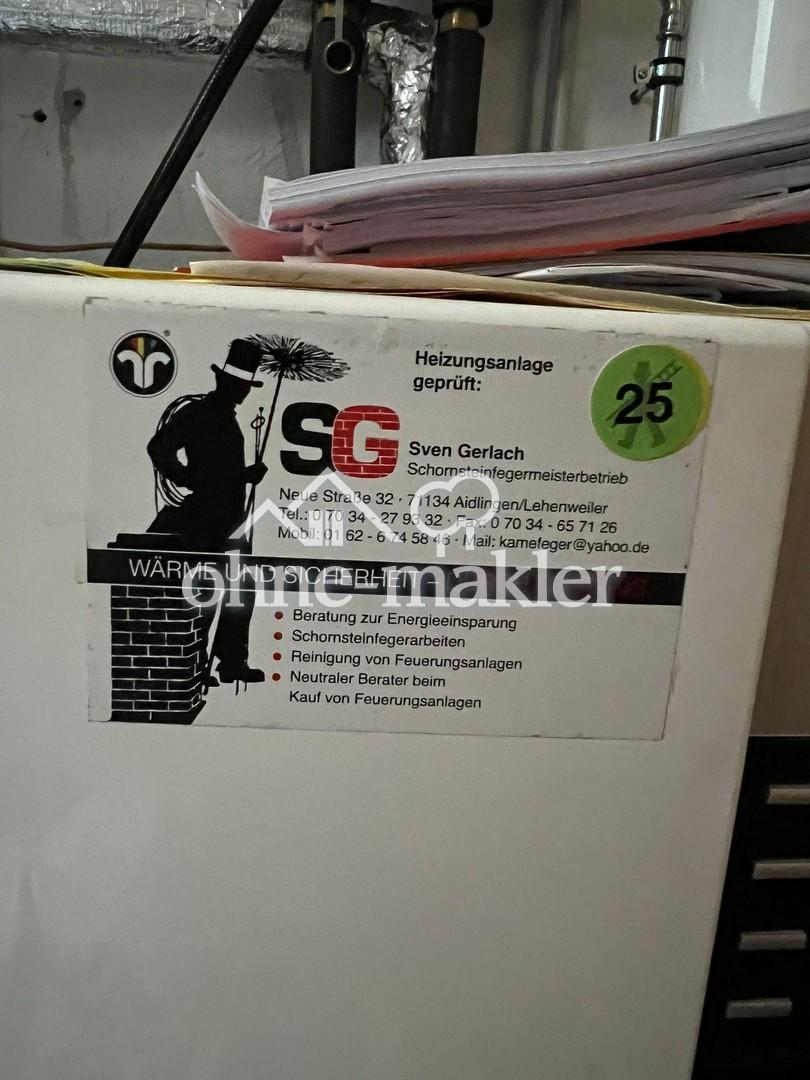 Heizungsanlage
geprüft:
25
SG
Sven Gerlach
Schornsteinfegermeisterbetrieb
Neue Straße 32 · 71134 Aidlingen/Lehenweiler
Tel.: 0 70 34 - 27 93 32 · Fax: 0 70 34 - 65 71 26
Mobil: 01 62 - 6 74 58 46 · Mail: kamefeger@yahoo.de
WÄRME UND SICHERHEIT
ohne-makler
• Beratung zur Energieeinsparung
• Schornsteinfegerarbeiten
• Reinigung von Feuerungsanlagen
• Neutraler Berater beim
Kauf von Feuerungsanlagen